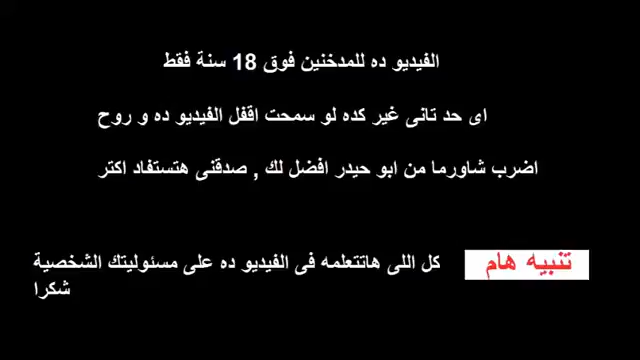 الفيديو ده للمدخنين فوق 18 سنة فقط
اى حد تانى غير كده لو سمحت اقفل الفيديو ده و روح
اضرب شاورما من ابو حيدر افضل لك , صدقنى هتستفاد اكتر
تنبيه هام
كل اللى هاتتعلمه فى الفيديو ده على مسئوليتك الشخصية
شكرا